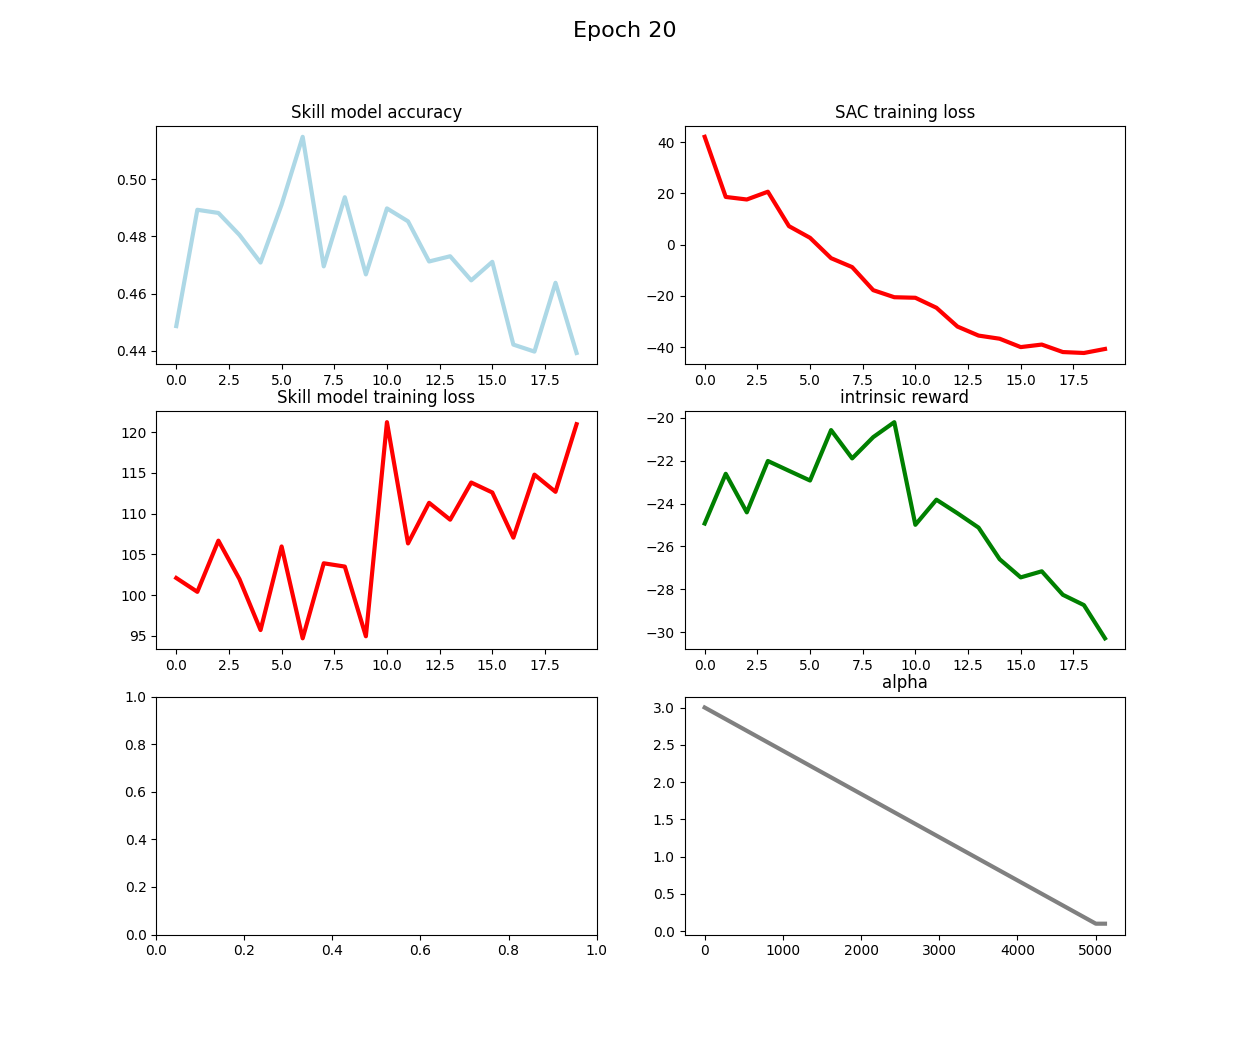 Epoch 20
Skill model accuracy
0.50
0.48
0.46
0.44
0.0 2.5 5.0 7.5 10.0 12.5 15.0 17.5
SAC training loss
40
20
0
−20
−40
0.0 2.5 5.0 7.5 10.0 12.5 15.0 17.5
Skill model training loss
120
115
110
105
100
95
0.0 2.5 5.0 7.5 10.0 12.5 15.0 17.5
intrinsic reward
−20
−22
−24
−26
−28
−30
0.0 2.5 5.0 7.5 10.0 12.5 15.0 17.5
1.0
0.8
0.6
0.4
0.2
0.0
0.0 0.2 0.4 0.6 0.8 1.0
alpha
3.0
2.5
2.0
1.5
1.0
0.5
0.0
0 1000 2000 3000 4000 5000